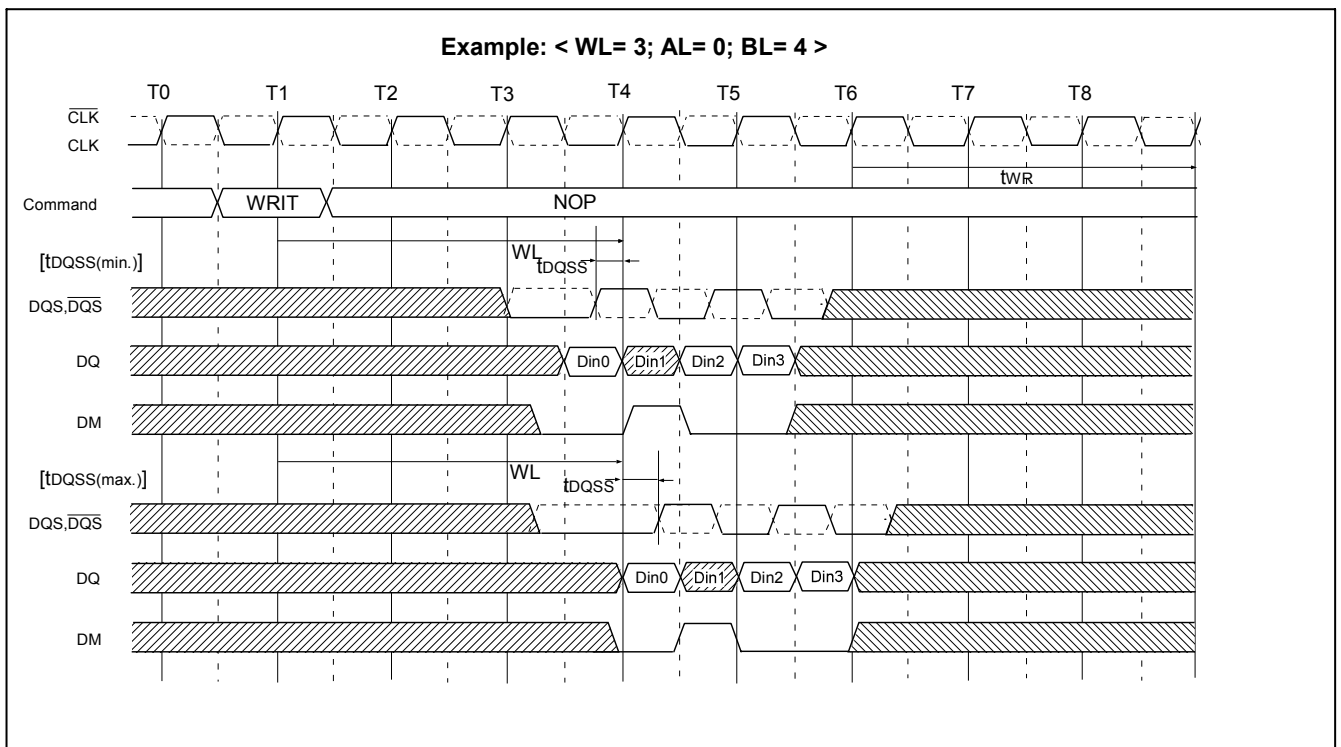 Example: < WL= 3; AL= 0; BL= 4 >
T0 T1 T2 T3 T4 T5 T6 T7 T8
CLK
CLK
tWR
Command WRIT NOP
WL
[tDQSS(min.)] tDQSS
DQS,DQS
DQ Din0 Din1 Din2 Din3
DM
WL
[tDQSS(max.)] tDQSS
DQS,DQS
DQ Din0 Din1 Din2 Din3
DM